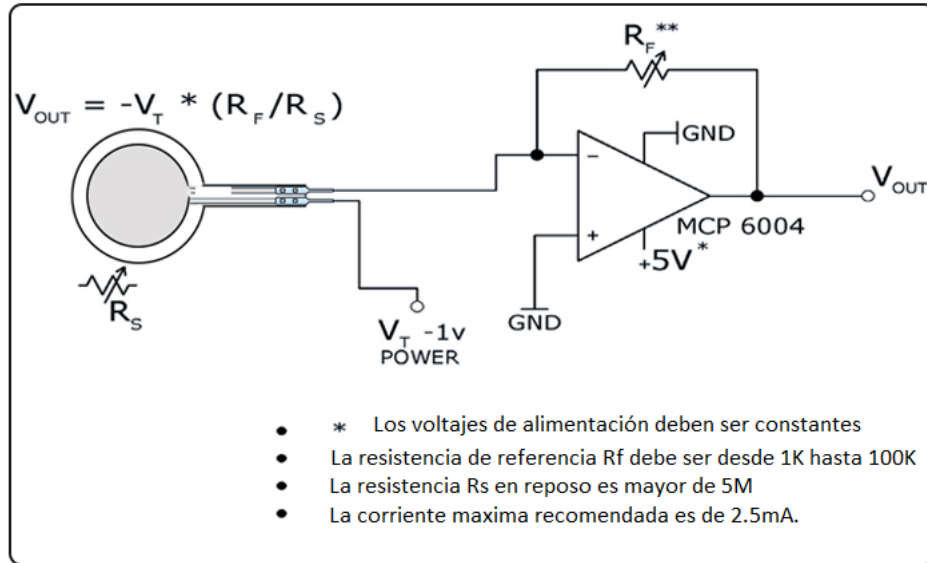 R_F**
V_OUT = -V_T * (R_F/R_S)
GND
V_OUT
MCP 6004
+5V*
R_S
GND
V_T -1v
POWER
* Los voltajes de alimentación deben ser constantes
La resistencia de referencia Rf debe ser desde 1K hasta 100K
La resistencia Rs en reposo es mayor de 5M
La corriente maxima recomendada es de 2.5mA.